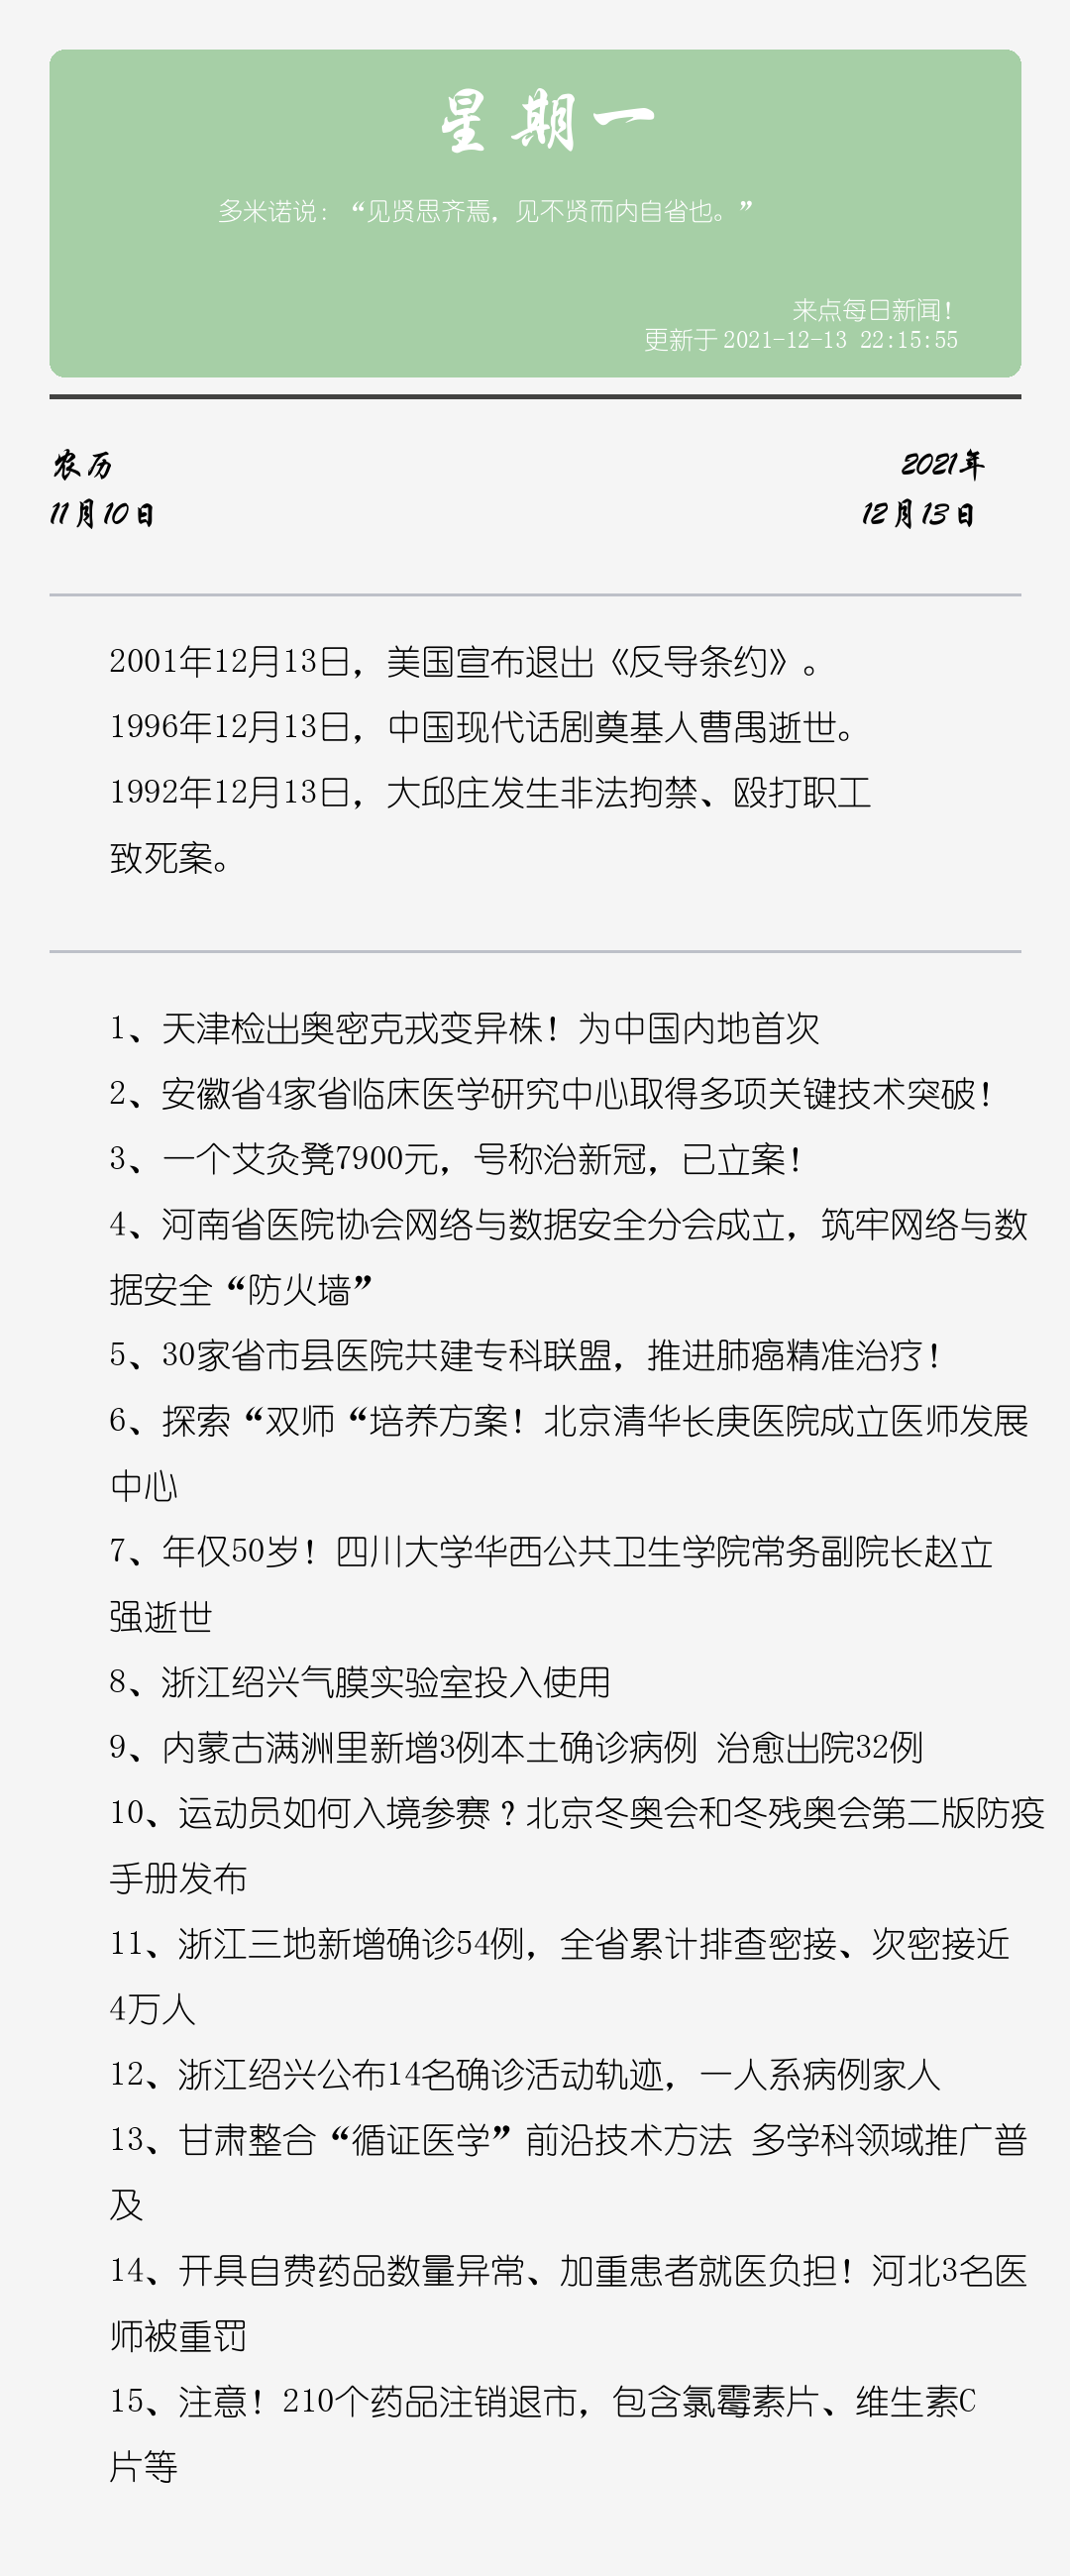 星期一
多米诺说：“见贤思齐焉，见不贤而内自省也。”
来点每日新闻！
更新于 2021-12-13 22:15:55
农历
2021年
11月10日
12月13日
2001年12月13日，美国宣布退出《反导条约》。
1996年12月13日，中国现代话剧奠基人曹禺逝世。
1992年12月13日，大邱庄发生非法拘禁、殴打职工
致死案。
1、天津检出奥密克戎变异株！为中国内地首次
2、安徽省4家省临床医学研究中心取得多项关键技术突破！
3、一个艾灸凳7900元，号称治新冠，已立案！
4、河南省医院协会网络与数据安全分会成立，筑牢网络与数
据安全“防火墙”
5、30家省市县医院共建专科联盟，推进肺癌精准治疗！
6、探索“双师“培养方案！北京清华长庚医院成立医师发展
中心
7、年仅50岁！四川大学华西公共卫生学院常务副院长赵立
强逝世
8、浙江绍兴气膜实验室投入使用
9、内蒙古满洲里新增3例本土确诊病例 治愈出院32例
10、运动员如何入境参赛？北京冬奥会和冬残奥会第二版防疫
手册发布
11、浙江三地新增确诊54例，全省累计排查密接、次密接近
4万人
12、浙江绍兴公布14名确诊活动轨迹，一人系病例家人
13、甘肃整合“循证医学”前沿技术方法 多学科领域推广普
及
14、开具自费药品数量异常、加重患者就医负担！河北3名医
师被重罚
15、注意！210个药品注销退市，包含氯霉素片、维生素C
片等